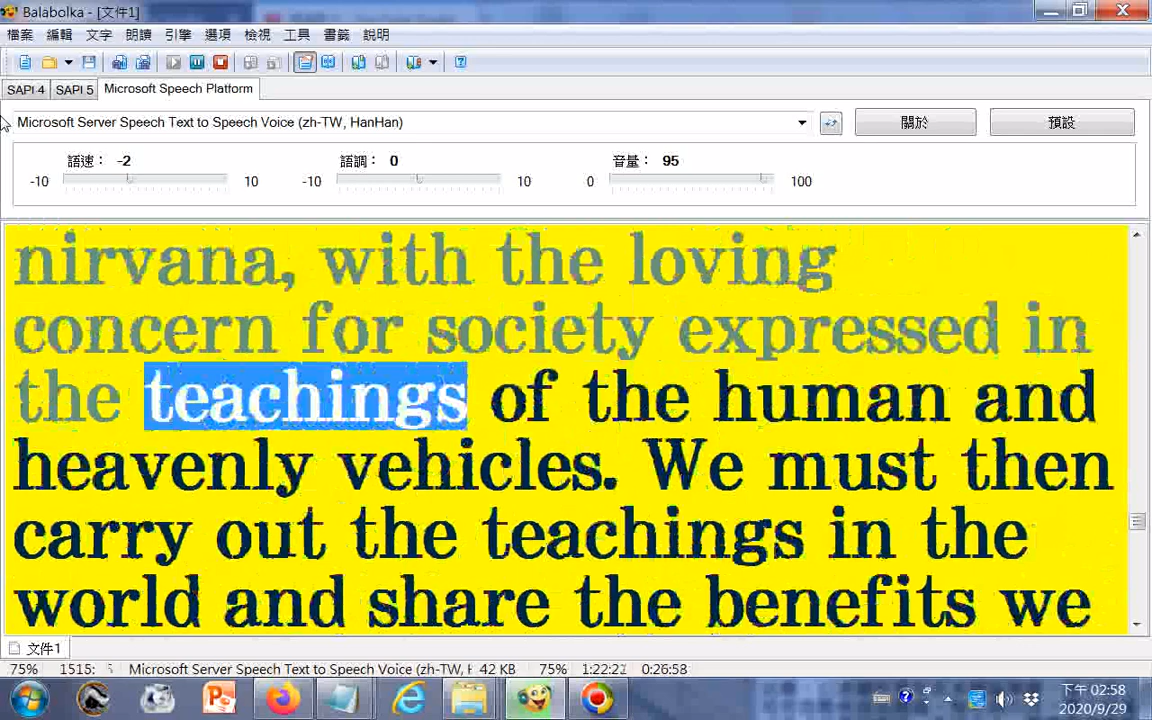 Balabolka - [文件1]
檔案 編輯 文字 朗讀 引擎 選項 檢視 工具 書籤 說明
SAPI 4 SAPI 5 Microsoft Speech Platform
Microsoft Server Speech Text to Speech Voice (zh-TW, HanHan) 關於 預設
語速： -2 語調： 0 音量： 95
-10 10 -10 10 0 100
nirvana, with the loving
concern for society expressed in
the teachings of the human and
heavenly vehicles. We must then
carry out the teachings in the
world and share the benefits we
文件1
75% 1515: Microsoft Server Speech Text to Speech Voice (zh-TW, 42 KB 75% 1:22:22 0:26:58
下午 02:58
2020/9/29